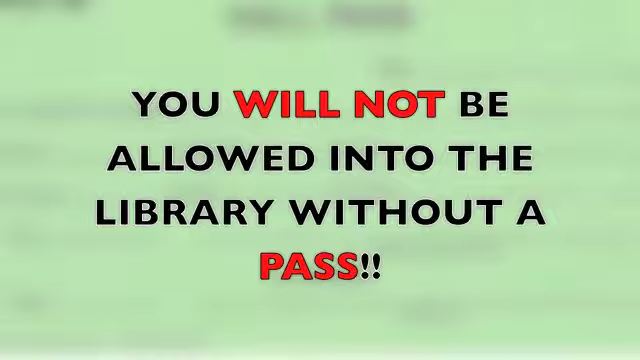 YOU WILL NOT BE
ALLOWED INTO THE
LIBRARY WITHOUT A
PASS!!